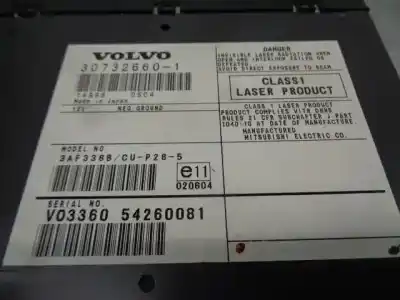 VOLVO
30732660-1
Made in Japan
12V NEG. GROUND
MODEL NO
3AF336B/CU-P26-5
e11
020604
SERIAL NO.
VO3360 54260081
DANGER
INVISIBLE LASER RADIATION WHEN
OPEN AND INTERLOCK FAILED OR
DEFEATED
AVOID DIRECT EXPOSURE TO BEAM.
CLASS1
LASER PRODUCT
CLASS 1 LASER PRODUCT
PRODUCT COMPLIES WITH DHHS
RULES 21 CFR SUBCHAPTER J PART
1040·10 AT DATE OF MANUFACTURE
MANUFACTURED
MITSUBISHI ELECTRIC CO.